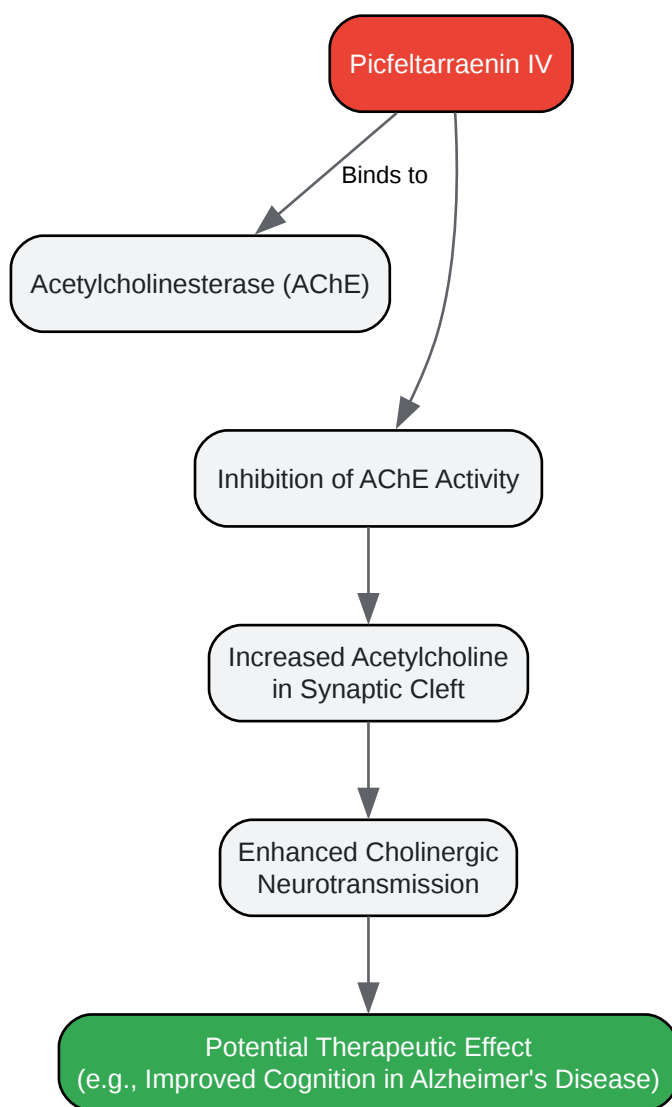 Picfeltarraenin IV
Binds to
Acetylcholinesterase (AChE)
Inhibition of AChE Activity
Increased Acetylcholine
in Synaptic Cleft
Enhanced Cholinergic
Neurotransmission
Potential Therapeutic Effect
(e.g., Improved Cognition in Alzheimer's Disease)